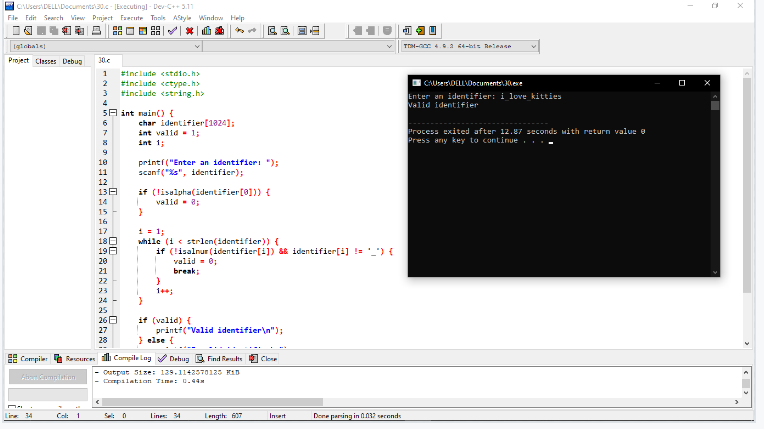 C:\Users\DELL\Documents\30.c - [Executing] - Dev-C++ 5.11
File Edit Search View Project Execute Tools AStyle Window Help
(globals)
TDM-GCC 4.9.2 64-bit Release
Project Classes Debug
30.c
1 #include <stdio.h>
2 #include <ctype.h>
3 #include <string.h>
4
5 int main() {
6 char identifier[1024];
7 int valid = 1;
8 int i;
9
10 printf("Enter an identifier: ");
11 scanf("%s", identifier);
12
13 if (!isalpha(identifier[0])) {
14 valid = 0;
15 }
16
17 i = 1;
18 while (i < strlen(identifier)) {
19 if (!isalnum(identifier[i]) && identifier[i] != '_') {
20 valid = 0;
21 break;
22 }
23 i++;
24 }
25
26 if (valid) {
27 printf("Valid identifier\n");
28 } else {
C:\Users\DELL\Documents\30.exe
Enter an identifier: i_love_kitties
Valid identifier
--------------------------------
Process exited after 12.87 seconds with return value 0
Press any key to continue . . .
Compiler Resources Compile Log Debug Find Results Close
Abort Compilation
- Output Size: 129.1142578125 KiB
- Compilation Time: 0.44s
Line: 34 Col: 1 Sel: 0 Lines: 34 Length: 607 Insert Done parsing in 0.032 seconds